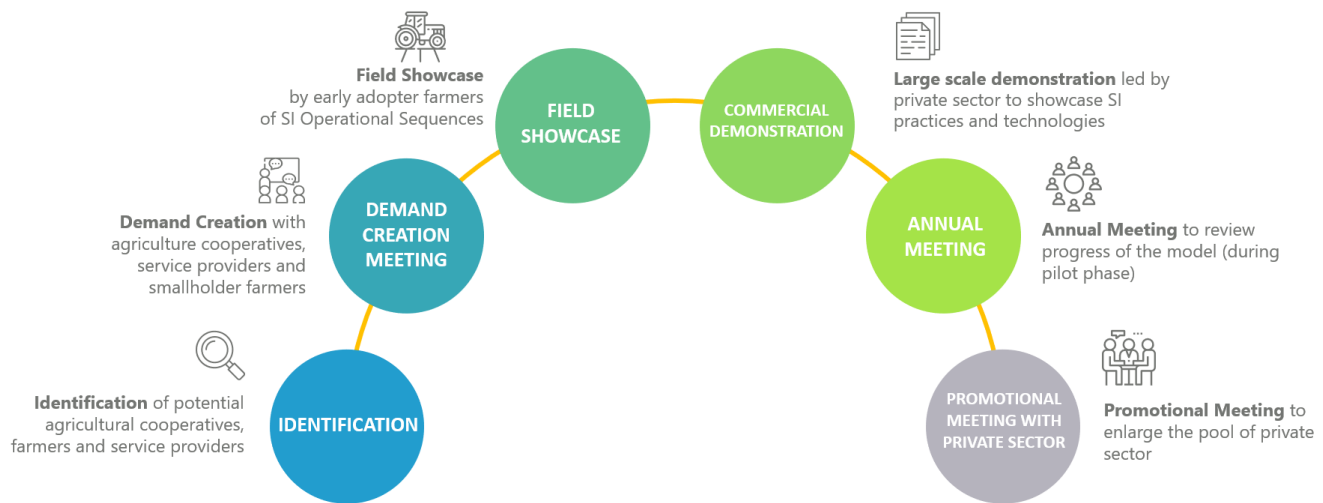 Field Showcase
by early adopter farmers
of SI Operational Sequences
FIELD
SHOWCASE
COMMERCIAL
DEMONSTRATION
Large scale demonstration led by
private sector to showcase SI
practices and technologies
Demand Creation with
agriculture cooperatives,
service providers and
smallholder farmers
DEMAND
CREATION
MEETING
ANNUAL
MEETING
Annual Meeting to review
progress of the model (during
pilot phase)
Identification of potential
agricultural cooperatives,
farmers and service providers
IDENTIFICATION
PROMOTIONAL
MEETING WITH
PRIVATE SECTOR
Promotional Meeting to
enlarge the pool of private
sector